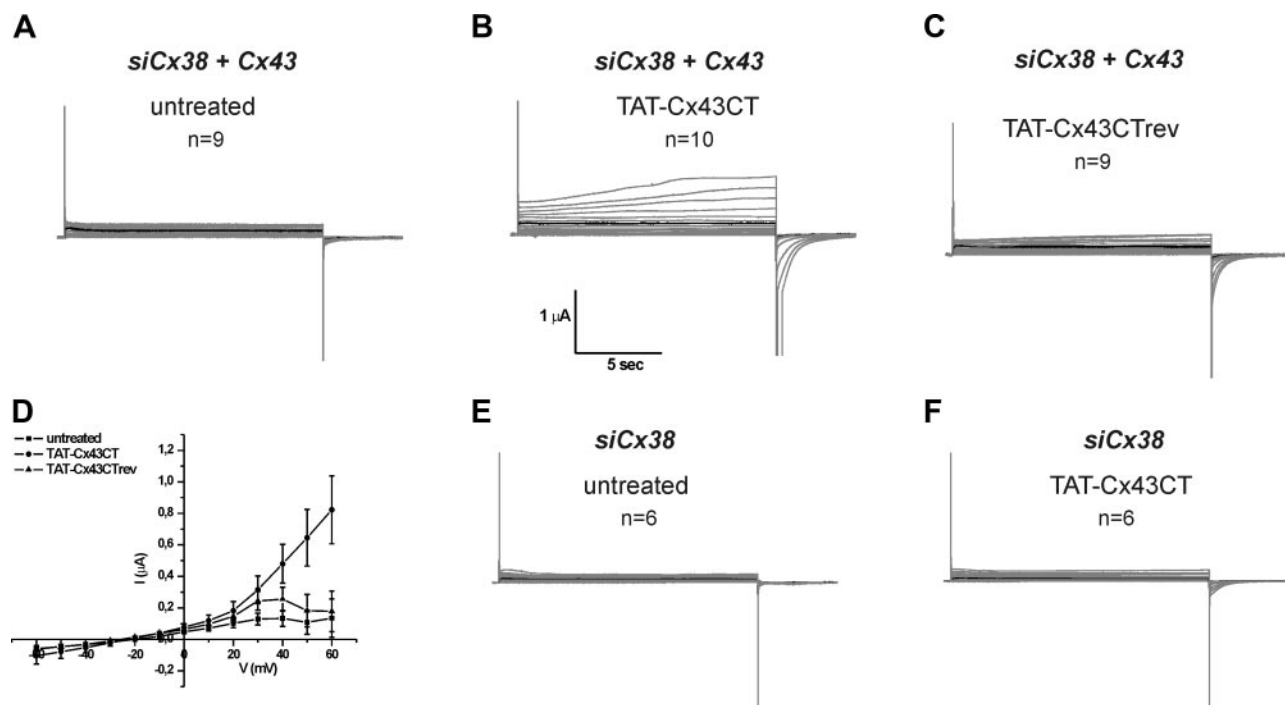 A
siCx38 + Cx43
untreated
n=9
B
siCx38 + Cx43
TAT-Cx43CT
n=10
1 µA
5 sec
C
siCx38 + Cx43
TAT-Cx43CTrev
n=9
D
untreated
TAT-Cx43CT
TAT-Cx43CTrev
I (µA)
1,2
1,0
0,8
0,6
0,4
0,2
0,0
-0,2
-60 -40 -20 0 20 40 60
V (mV)
E
siCx38
untreated
n=6
F
siCx38
TAT-Cx43CT
n=6